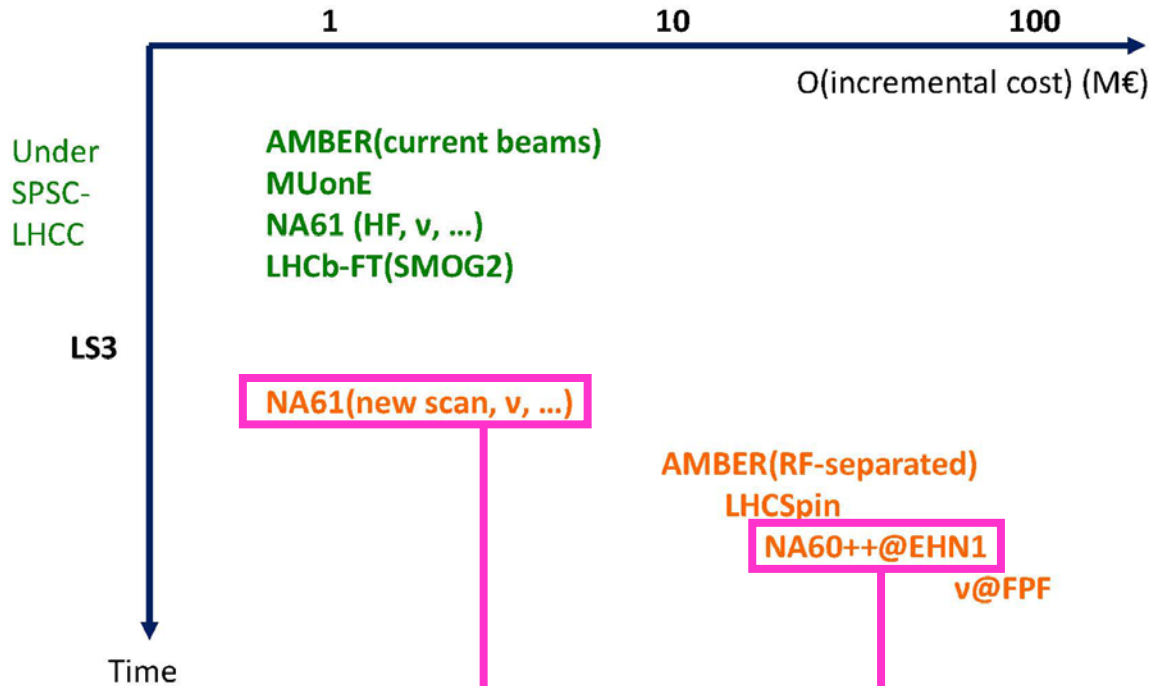 1 10 100
O(incremental cost) (M€)
Under
SPSC-
LHCC
AMBER(current beams)
MUonE
NA61 (HF, ν, ...)
LHCb-FT(SMOG2)
LS3
NA61(new scan, ν, ...)
AMBER(RF-separated)
LHCSpin
NA60++@EHN1
ν@FPF
Time